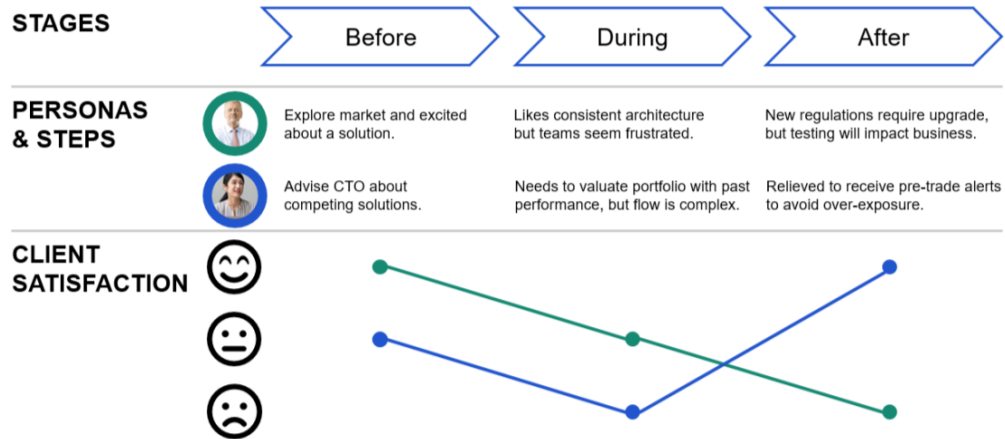 STAGES
Before
During
After
PERSONAS
& STEPS
Explore market and excited
about a solution.
Likes consistent architecture
but teams seem frustrated.
New regulations require upgrade,
but testing will impact business.
Advise CTO about
competing solutions.
Needs to valuate portfolio with past
performance, but flow is complex.
Relieved to receive pre-trade alerts
to avoid over-exposure.
CLIENT
SATISFACTION